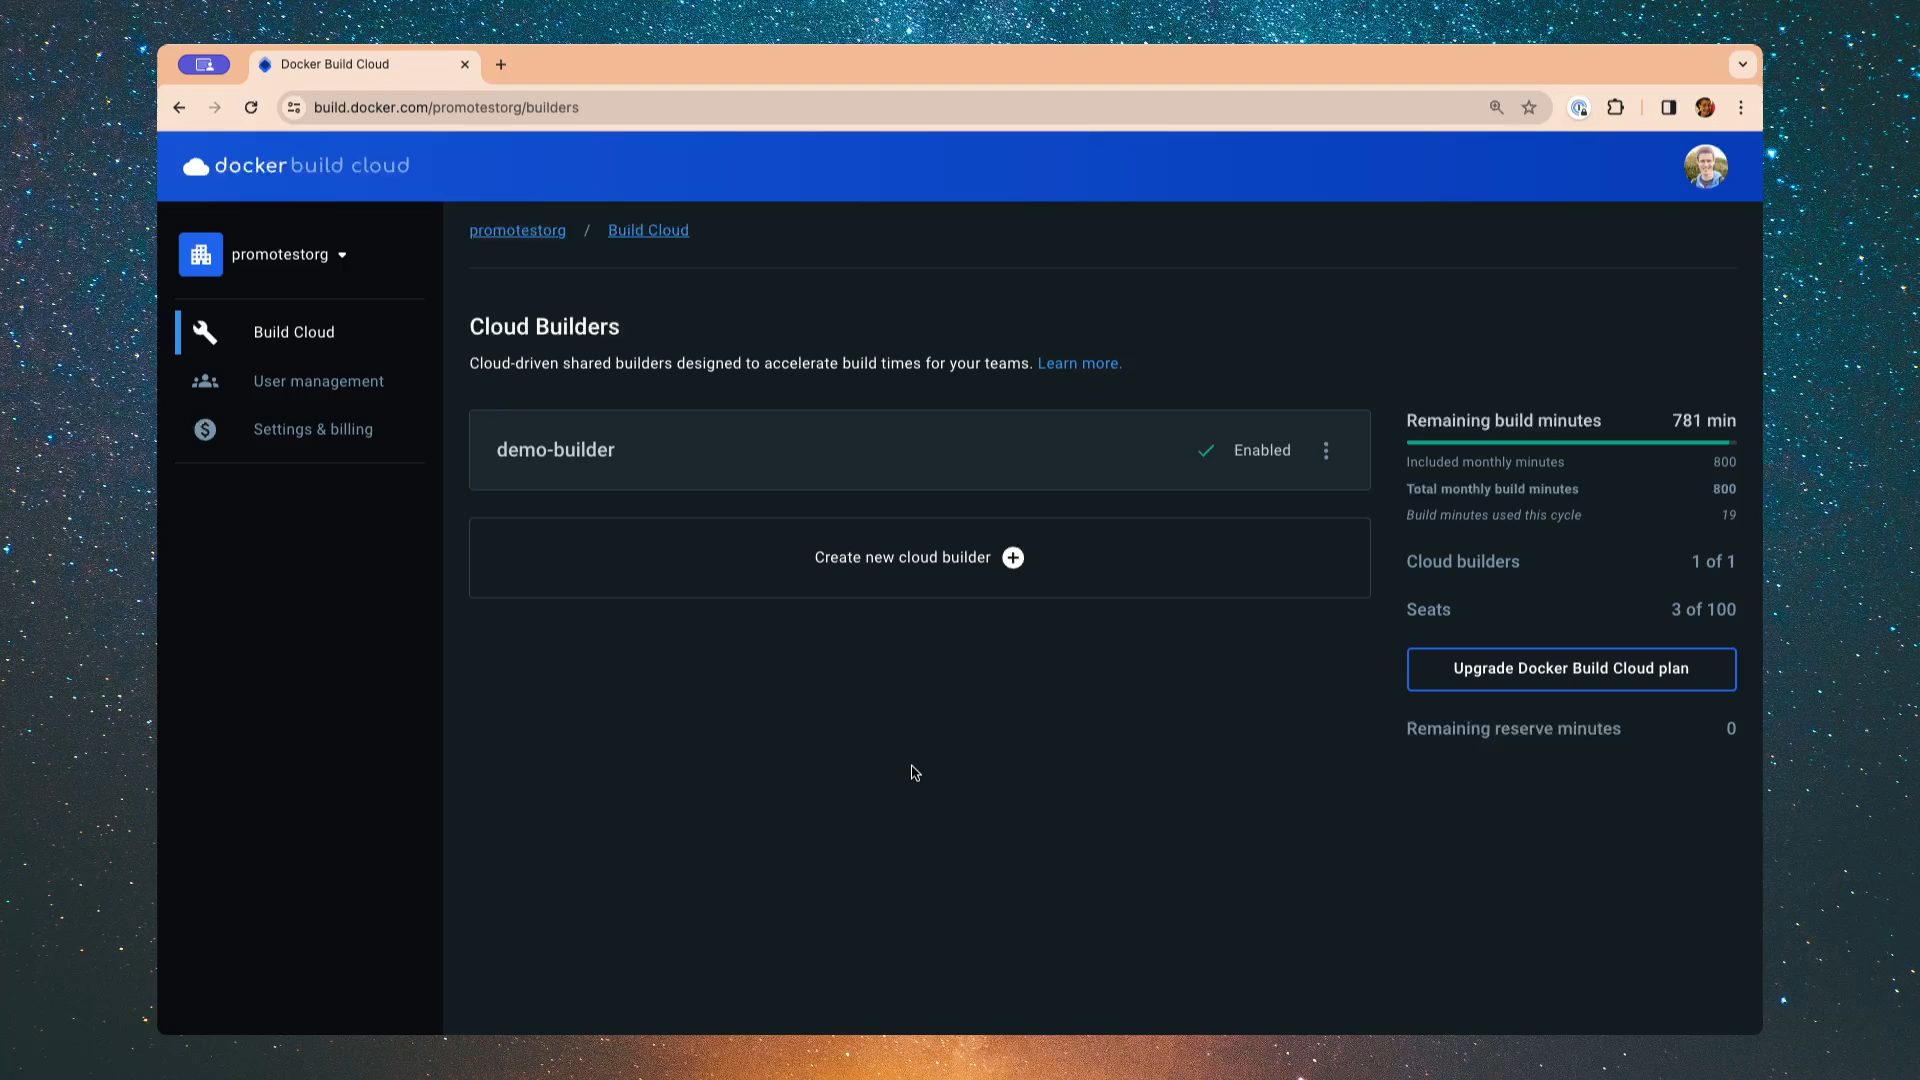 Docker Build Cloud
build.docker.com/promotestorg/builders
docker build cloud
promotestorg
Build Cloud
User management
Settings & billing
promotestorg / Build Cloud
Cloud Builders
Cloud-driven shared builders designed to accelerate build times for your teams. Learn more.
demo-builder
Enabled
Create new cloud builder
Remaining build minutes 781 min
Included monthly minutes 800
Total monthly build minutes 800
Build minutes used this cycle 19
Cloud builders 1 of 1
Seats 3 of 100
Upgrade Docker Build Cloud plan
Remaining reserve minutes 0